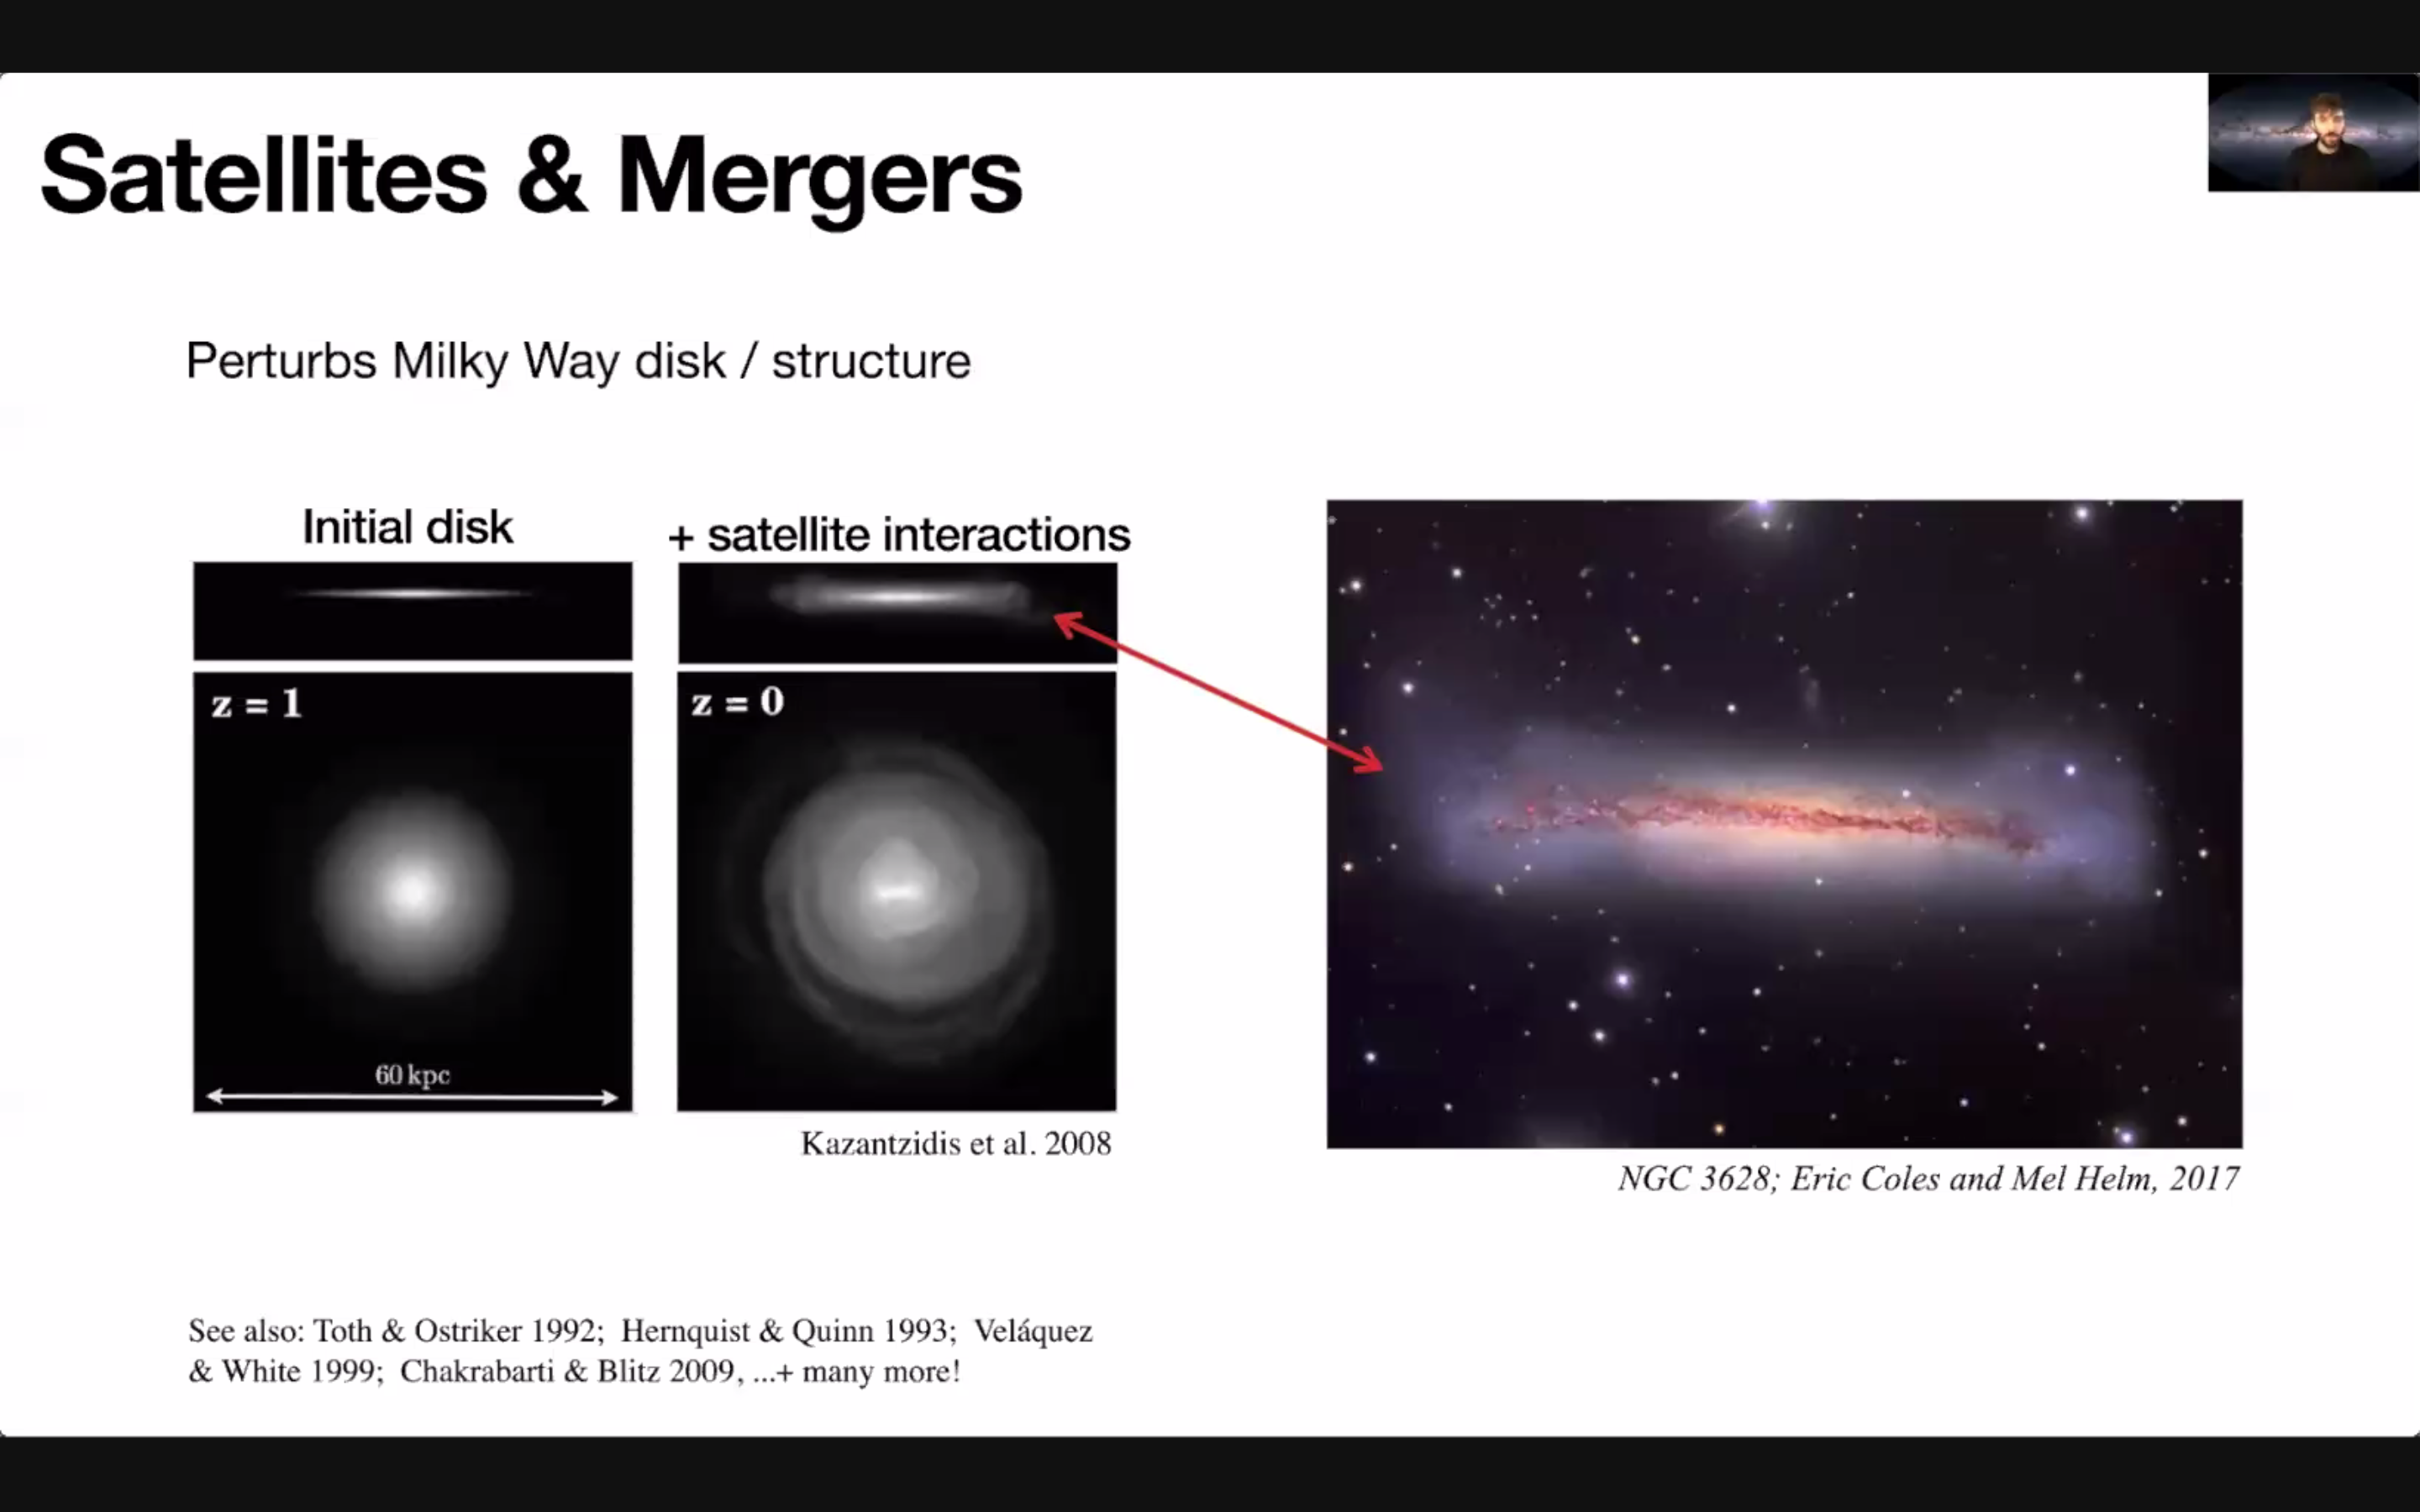 Satellites & Mergers
Perturbs Milky Way disk / structure
Initial disk
+ satellite interactions
z = 1
z = 0
60 kpc
Kazantzidis et al. 2008
NGC 3628; Eric Coles and Mel Helm, 2017
See also: Toth & Ostriker 1992; Hernquist & Quinn 1993; Veláquez
& White 1999; Chakrabarti & Blitz 2009, ...+ many more!